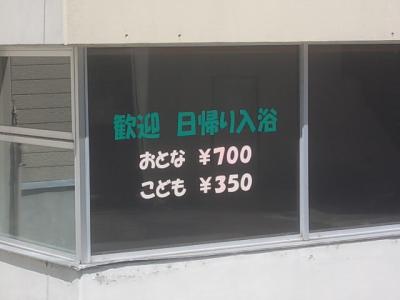 歓迎 日帰り入浴
おとな ¥700
こども ¥350